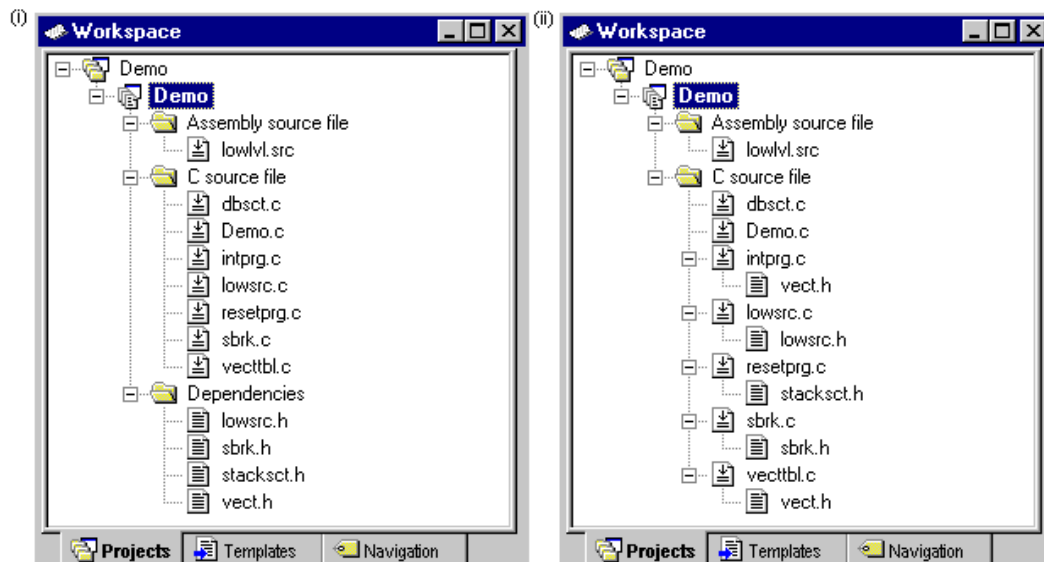 (i)
Workspace
Demo
Demo
Assembly source file
lowlvl.src
C source file
dbsct.c
Demo.c
intprg.c
lowsrc.c
resetprg.c
sbrk.c
vecttbl.c
Dependencies
lowsrc.h
sbrk.h
stacksct.h
vect.h
Projects Templates Navigation
(ii)
Workspace
Demo
Demo
Assembly source file
lowlvl.src
C source file
dbsct.c
Demo.c
intprg.c
vect.h
lowsrc.c
lowsrc.h
resetprg.c
stacksct.h
sbrk.c
sbrk.h
vecttbl.c
vect.h
Projects Templates Navigation